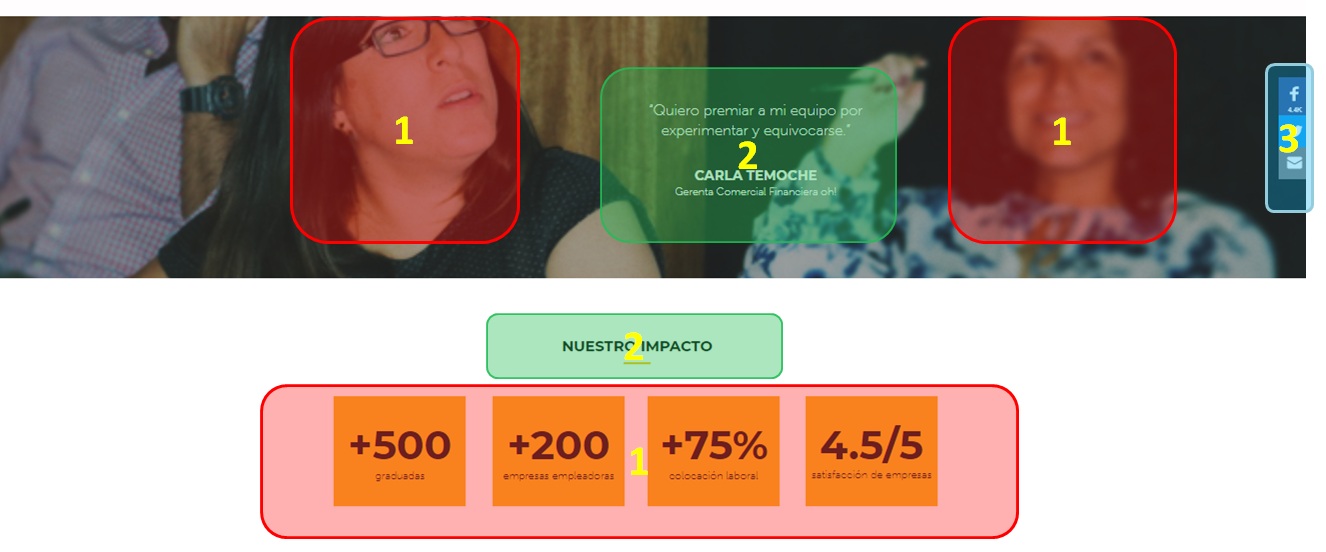 "Quiero premiar a mi equipo por
experimentar y equivocarse."
CARLA TEMOCHE
Gerenta Comercial Financiera oh!
1
2
1
4.4K
3
NUESTRO IMPACTO
2
+500
graduadas
+200
empresas empleadoras
+75%
colocación laboral
4.5/5
satisfacción de empresas
1